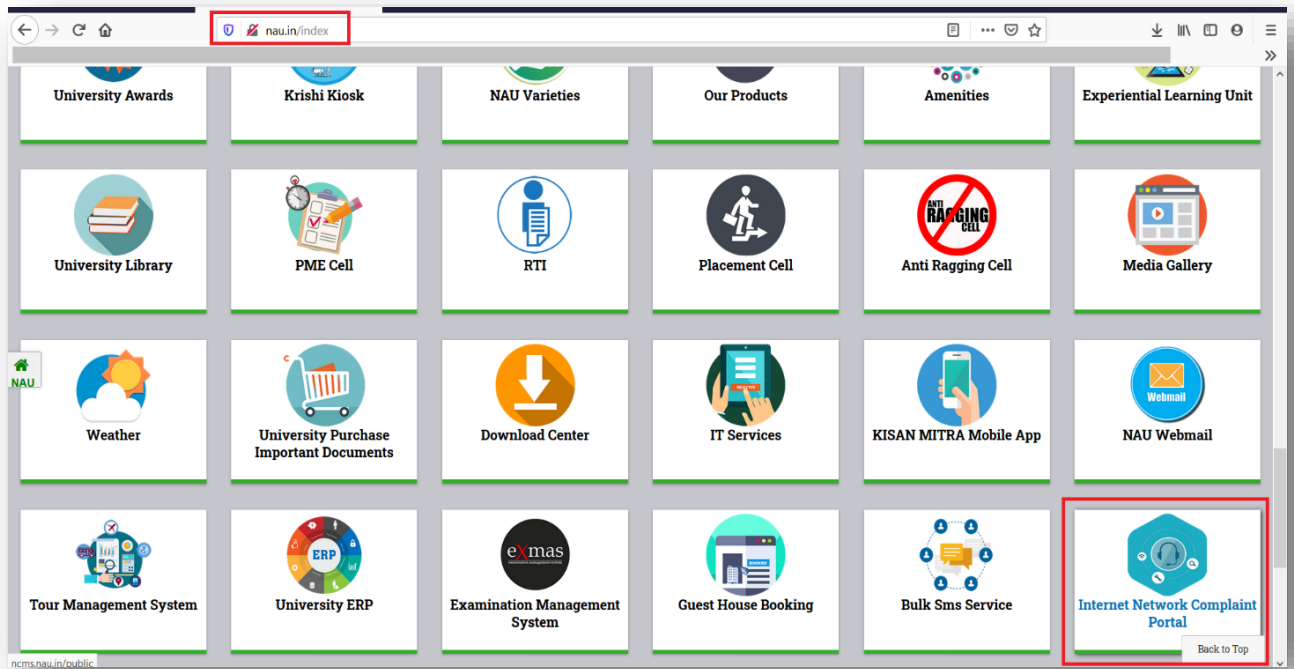 nau.in/index
University Awards
Krishi Kiosk
NAU Varieties
Our Products
Amenities
Experiential Learning Unit
University Library
PME Cell
RTI
Placement Cell
ANTI
RAGGING
CELL
Anti Ragging Cell
Media Gallery
NAU
Weather
University Purchase
Important Documents
Download Center
REGISTER
IT Services
KISAN MITRA Mobile App
Webmail
NAU Webmail
Tour Management System
ERP
University ERP
exmas
Examination Management
System
Guest House Booking
Bulk Sms Service
Internet Network Complaint
Portal
Back to Top
ncms.nau.in/public